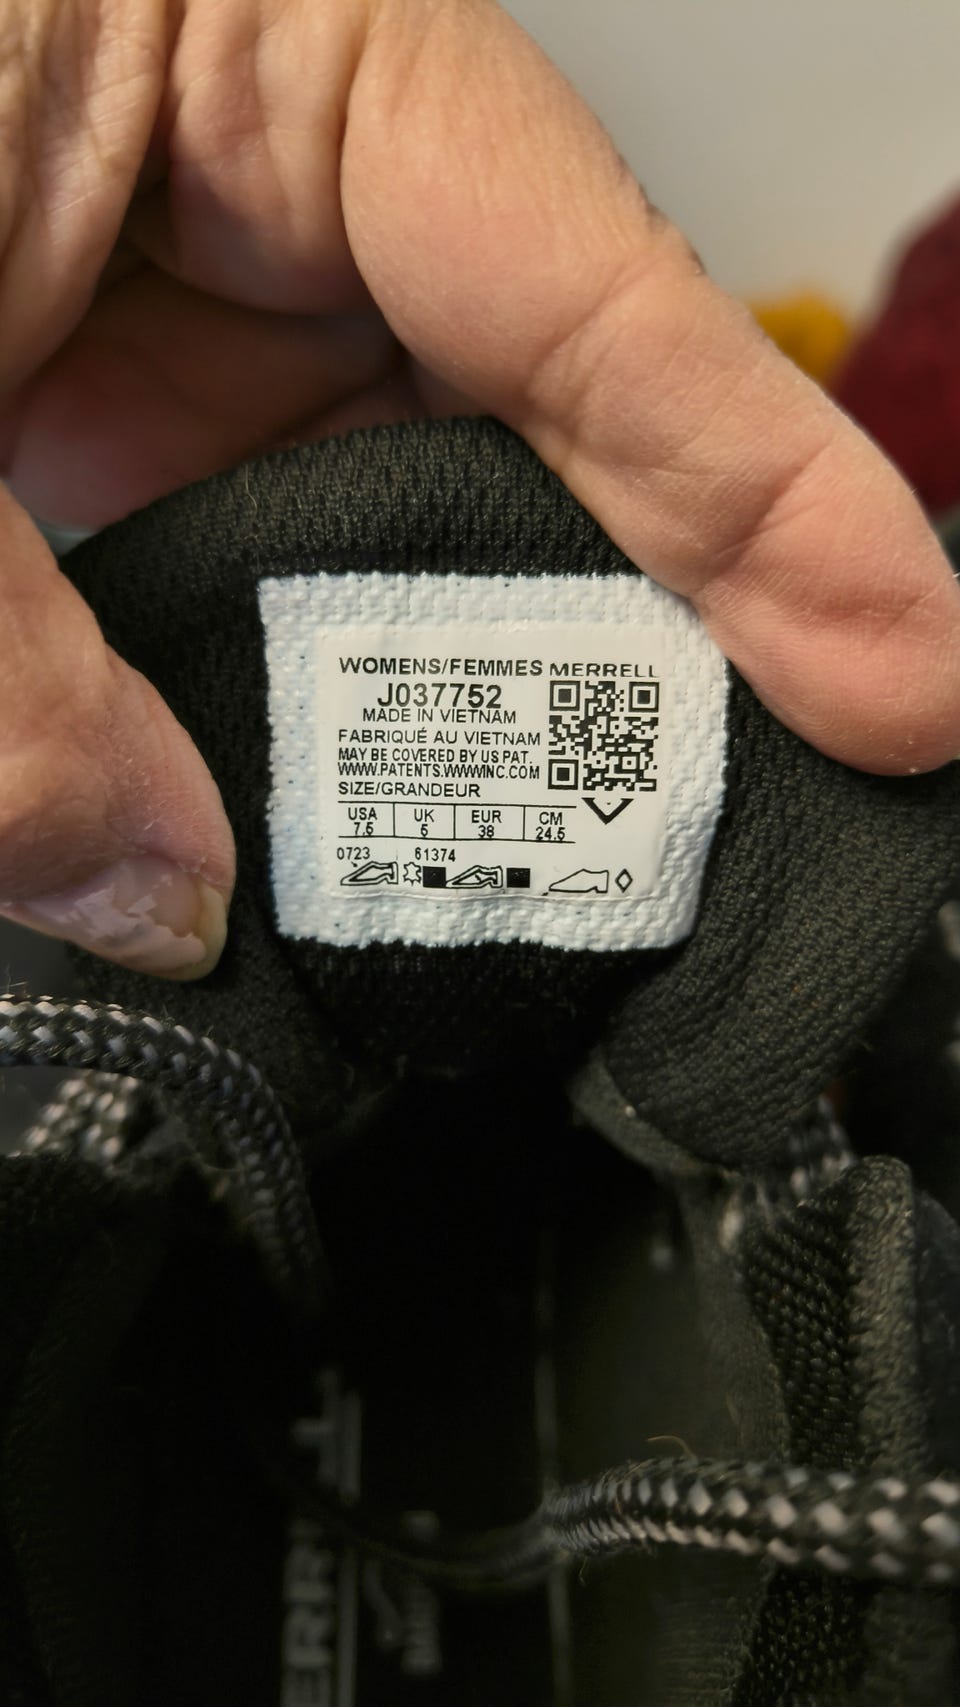 WOMENS/FEMMES MERRELL
J037752
MADE IN VIETNAM
FABRIQUÉ AU VIETNAM
MAY BE COVERED BY US PAT.
WWW.PATENTS.WWWINC.COM
SIZE/GRANDEUR
USA UK EUR CM
7.5 5 38 24.5
0723 61374